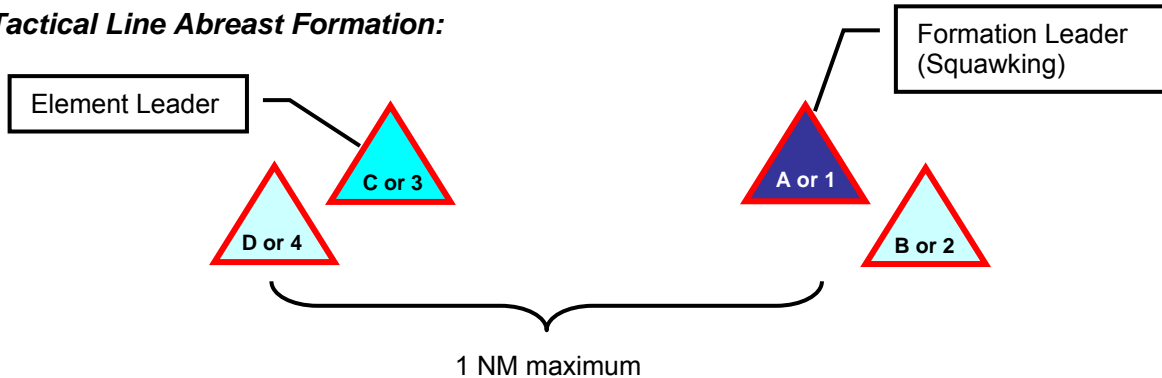 Tactical Line Abreast Formation:
Formation Leader
(Squawking)
Element Leader
C or 3
A or 1
D or 4
B or 2
1 NM maximum